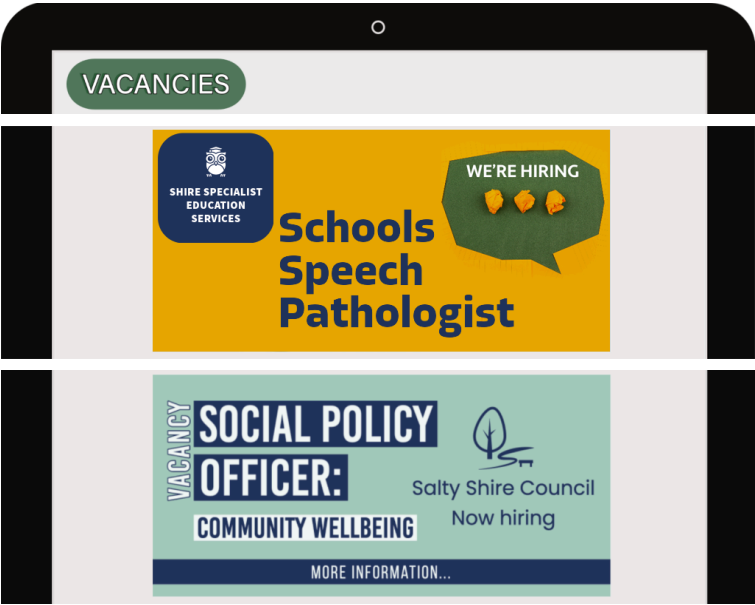 VACANCIES
SHIRE SPECIALIST
EDUCATION
SERVICES
WE'RE HIRING
Schools
Speech
Pathologist
VACANCY
SOCIAL POLICY
OFFICER:
COMMUNITY WELLBEING
Salty Shire Council
Now hiring
MORE INFORMATION...